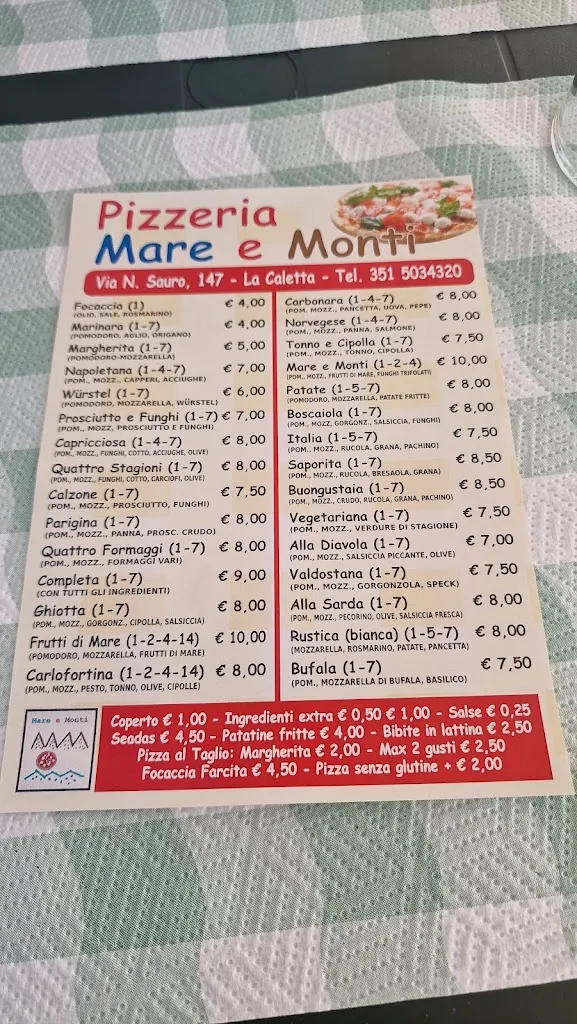 Pizzeria
Mare e Monti
Via N. Sauro, 147 - La Caletta - Tel. 351 5034320
Focaccia (1) € 4,00
(OLIO, SALE, ROSMARINO)
Marinara (1-7) € 4,00
(POMODORO, AGLIO, ORIGANO)
Margherita (1-7) € 5,00
(POMODORO-MOZZARELLA)
Napoletana (1-4-7) € 7,00
(POM., MOZZ., CAPPERI, ACCIUGHE)
Würstel (1-7) € 6,00
(POMODORO, MOZZARELLA, WÜRSTEL)
Prosciutto e Funghi (1-7) € 7,00
(POM., MOZZ, PROSCIUTTO E FUNGHI)
Capricciosa (1-4-7) € 8,00
(POM., MOZZ., FUNGHI, COTTO, ACCIUGHE, OLIVE)
Quattro Stagioni (1-7) € 8,00
(POM., MOZZ., FUNGHI, COTTO, CARCIOFI, OLIVE)
Calzone (1-7) € 7,50
(POM., MOZZ., PROSCIUTTO, FUNGHI)
Parigina (1-7) € 8,00
(POM., MOZZ., PANNA, PROSC. CRUDO)
Quattro Formaggi (1-7) € 8,00
(POM., MOZZ., FORMAGGI VARI)
Completa (1-7) € 9,00
(CON TUTTI GLI INGREDIENTI)
Ghiotta (1-7) € 8,00
(POM., MOZZ., GORGONZ., CIPOLLA, SALSICCIA)
Frutti di Mare (1-2-4-14) € 10,00
(POMODORO, MOZZARELLA, FRUTTI DI MARE)
Carlofortina (1-2-4-14) € 8,00
(POM., MOZZ., PESTO, TONNO, OLIVE, CIPOLLE)
Carbonara (1-4-7) € 8,00
(POM. MOZZ., PANCETTA, UOVA, PEPE)
Norvegese (1-4-7) € 8,00
(POM., MOZZ., PANNA, SALMONE)
Tonno e Cipolla (1-7) € 7,50
(POM., MOZZ., TONNO, CIPOLLA)
Mare e Monti (1-2-4) € 10,00
(POM., MOZZ., FRUTTI DI MARE, FUNGHI TRIFOLATI)
Patate (1-5-7) € 8,00
(POMODORO, MOZZARELLA, PATATE FRITTE)
Boscaiola (1-7) € 8,00
(POM., MOZZ, GORGONZ., SALSICCIA, FUNGHI)
Italia (1-5-7) € 7,50
(POM., MOZZ., RUCOLA, GRANA, PACHINO)
Saporita (1-7) € 8,50
(POM., MOZZ., RUCOLA, BRESAOLA, GRANA)
Buongustaia (1-7) € 8,50
(POM., MOZZ., CRUDO, RUCOLA, GRANA, PACHINO)
Vegetariana (1-7) € 7,50
(POM., MOZZ., VERDURE DI STAGIONE)
Alla Diavola (1-7) € 7,00
(POM., MOZZ., SALSICCIA PICCANTE, OLIVE)
Valdostana (1-7) € 7,50
(POM., MOZZ., GORGONZOLA, SPECK)
Alla Sarda (1-7) € 8,00
(POM., MOZZ., PECORINO, OLIVE, SALSICCIA FRESCA)
Rustica (bianca) (1-5-7) € 8,00
(MOZZARELLA, ROSMARINO, PATATE, PANCETTA)
Bufala (1-7) € 7,50
(POM., MOZZARELLA DI BUFALA, BASILICO)
Mare e Monti
Coperto € 1,00 - Ingredienti extra € 0,50 € 1,00 - Salse € 0,25
Seadas € 4,50 - Patatine fritte € 4,00 - Bibite in lattina € 2,50
Pizza al Taglio: Margherita € 2,00 - Max 2 gusti € 2,50
Focaccia Farcita € 4,50 - Pizza senza glutine + € 2,00